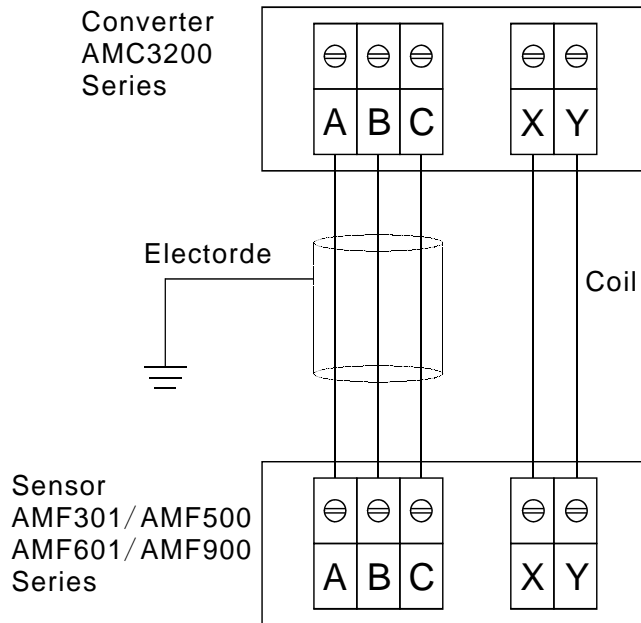 Converter
AMC3200
Series
A B C X Y
Electorde
Coil
Sensor
AMF301/AMF500
AMF601/AMF900
Series
A B C X Y